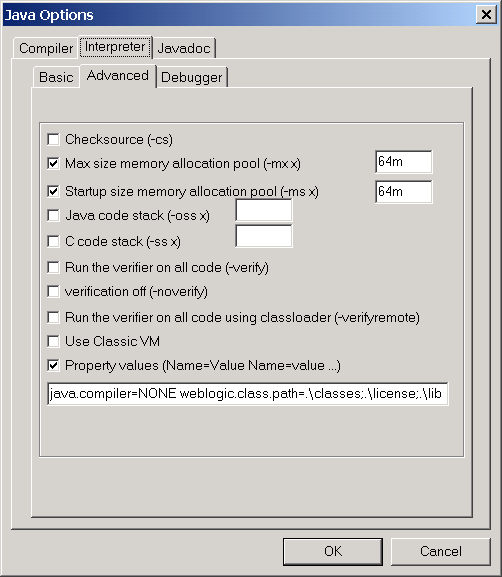 Java Options
Compiler Interpreter Javadoc
Basic Advanced Debugger
Checksource (-cs)
Max size memory allocation pool (-mx x) 64m
Startup size memory allocation pool (-ms x) 64m
Java code stack (-oss x)
C code stack (-ss x)
Run the verifier on all code (-verify)
verification off (-noverify)
Run the verifier on all code using classloader (-verifyremote)
Use Classic VM
Property values (Name=Value Name=value ...)
java.compiler=NONE weblogic.class.path=.\classes;.\license;.\lib
OK Cancel